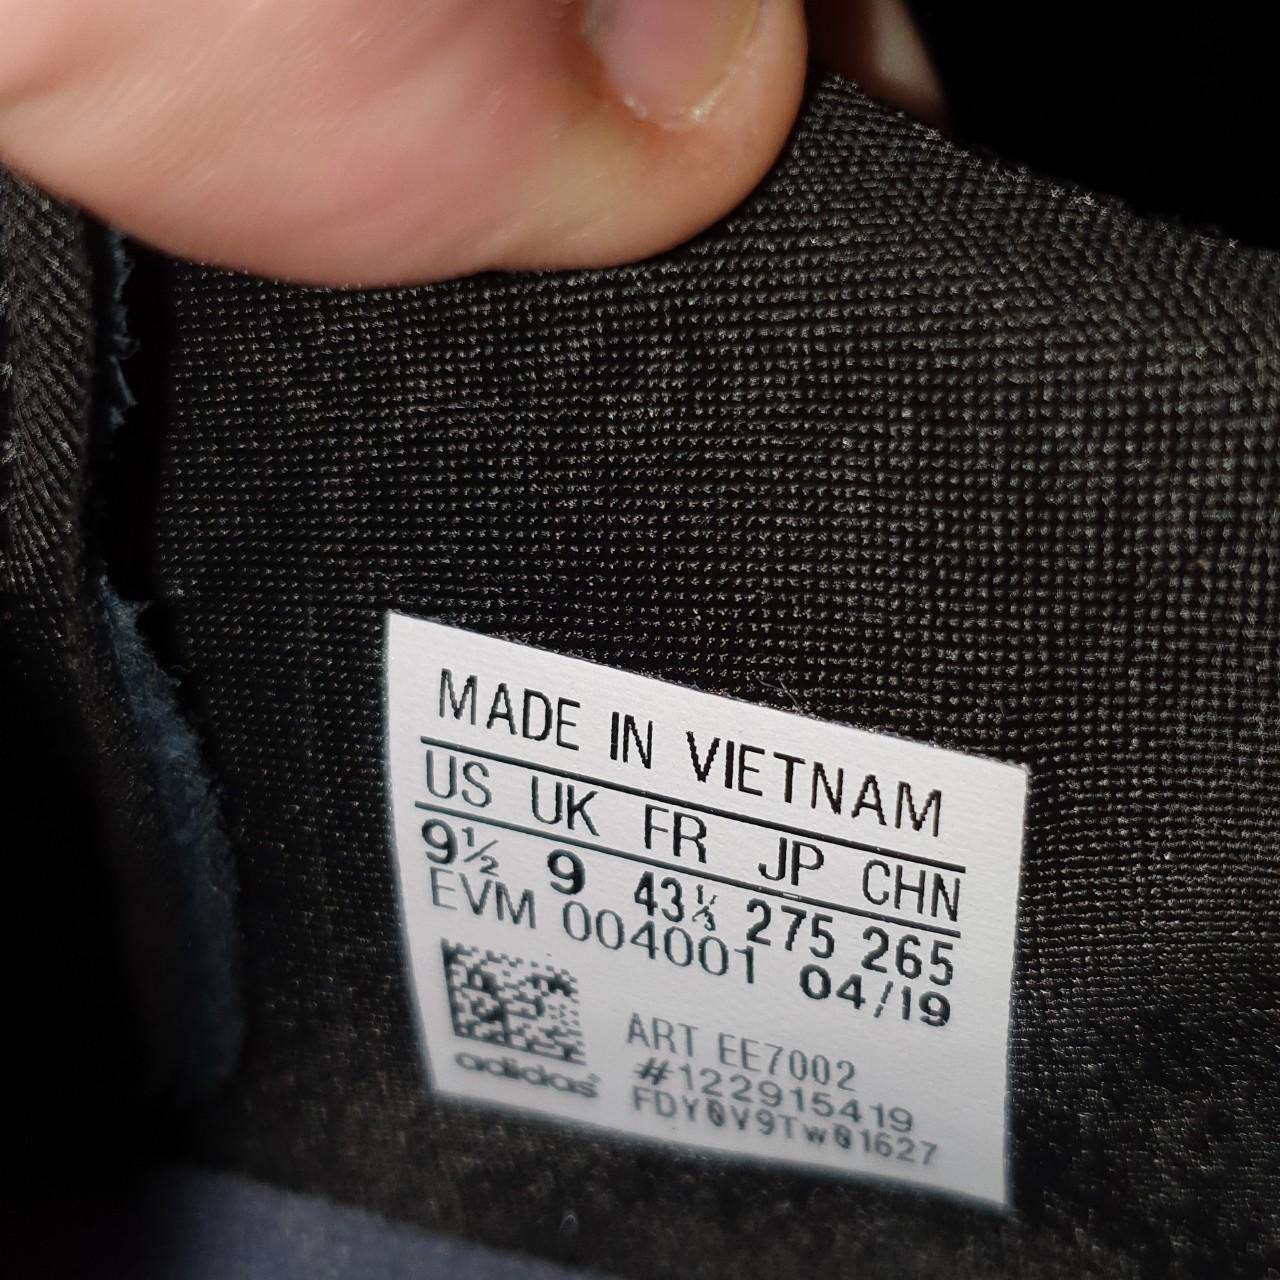 MADE IN VIETNAM
US UK FR JP CHN
9½ 9 43⅓ 275 265
EVM 004001 04/19
ART EE7002
#122915419
adidas
FDY0V9Tw01627